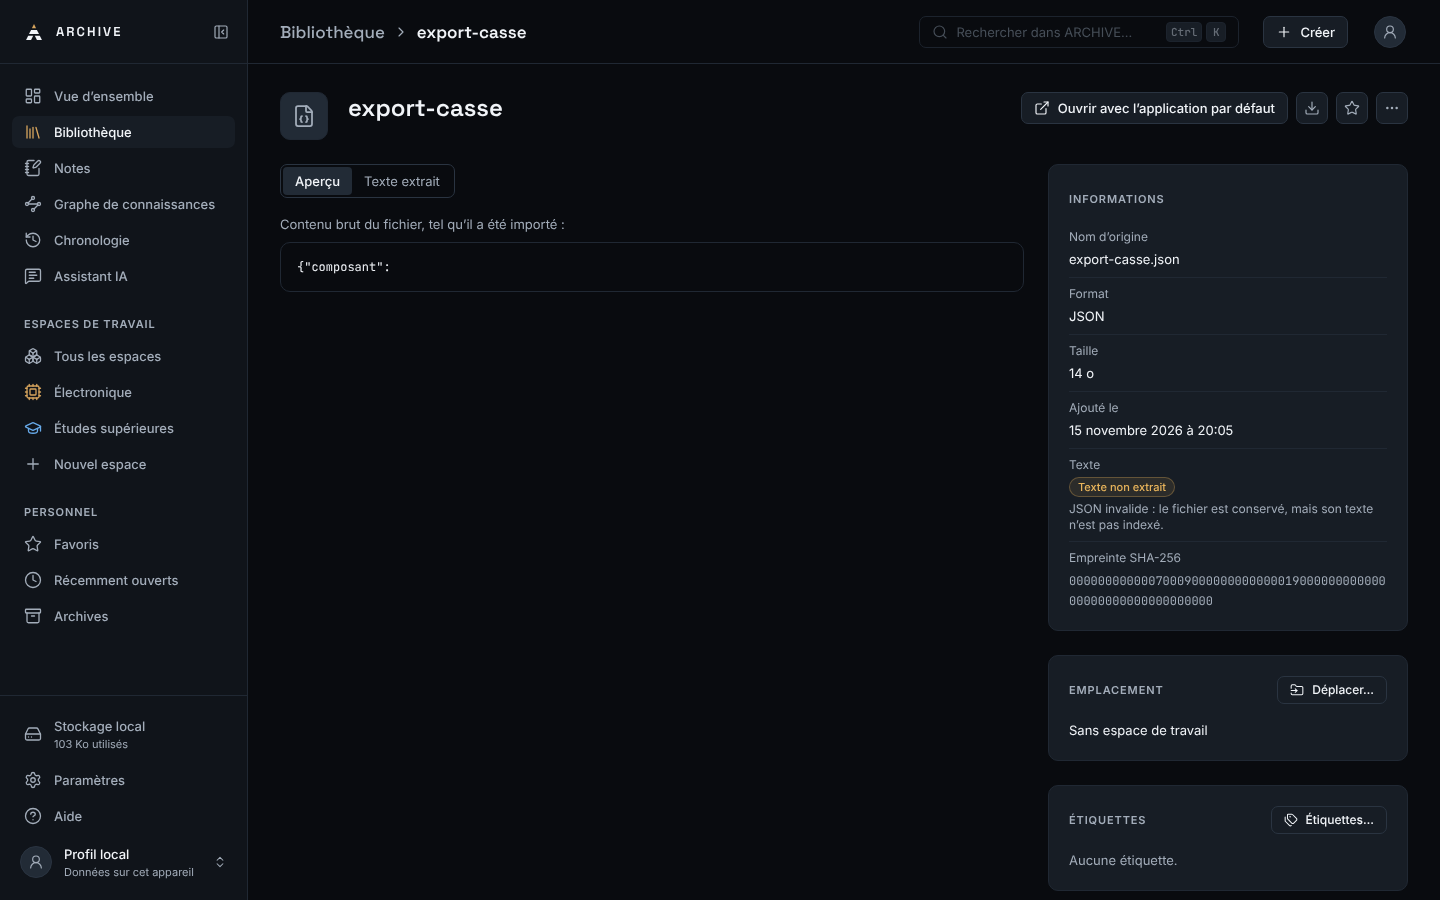 ARCHIVE
Bibliothèque > export-casse
Rechercher dans ARCHIVE... Ctrl K
Créer
Vue d’ensemble
Bibliothèque
Notes
Graphe de connaissances
Chronologie
Assistant IA
ESPACES DE TRAVAIL
Tous les espaces
Électronique
Études supérieures
Nouvel espace
PERSONNEL
Favoris
Récemment ouverts
Archives
Stockage local
103 Ko utilisés
Paramètres
Aide
Profil local
Données sur cet appareil
export-casse
Ouvrir avec l’application par défaut
Aperçu
Texte extrait
Contenu brut du fichier, tel qu’il a été importé :
{"composant":
INFORMATIONS
Nom d’origine
export-casse.json
Format
JSON
Taille
14 o
Ajouté le
15 novembre 2026 à 20:05
Texte
Texte non extrait
JSON invalide : le fichier est conservé, mais son texte
n’est pas indexé.
Empreinte SHA-256
EMPLACEMENT
Déplacer...
Sans espace de travail
ÉTIQUETTES
Étiquettes...
Aucune étiquette.